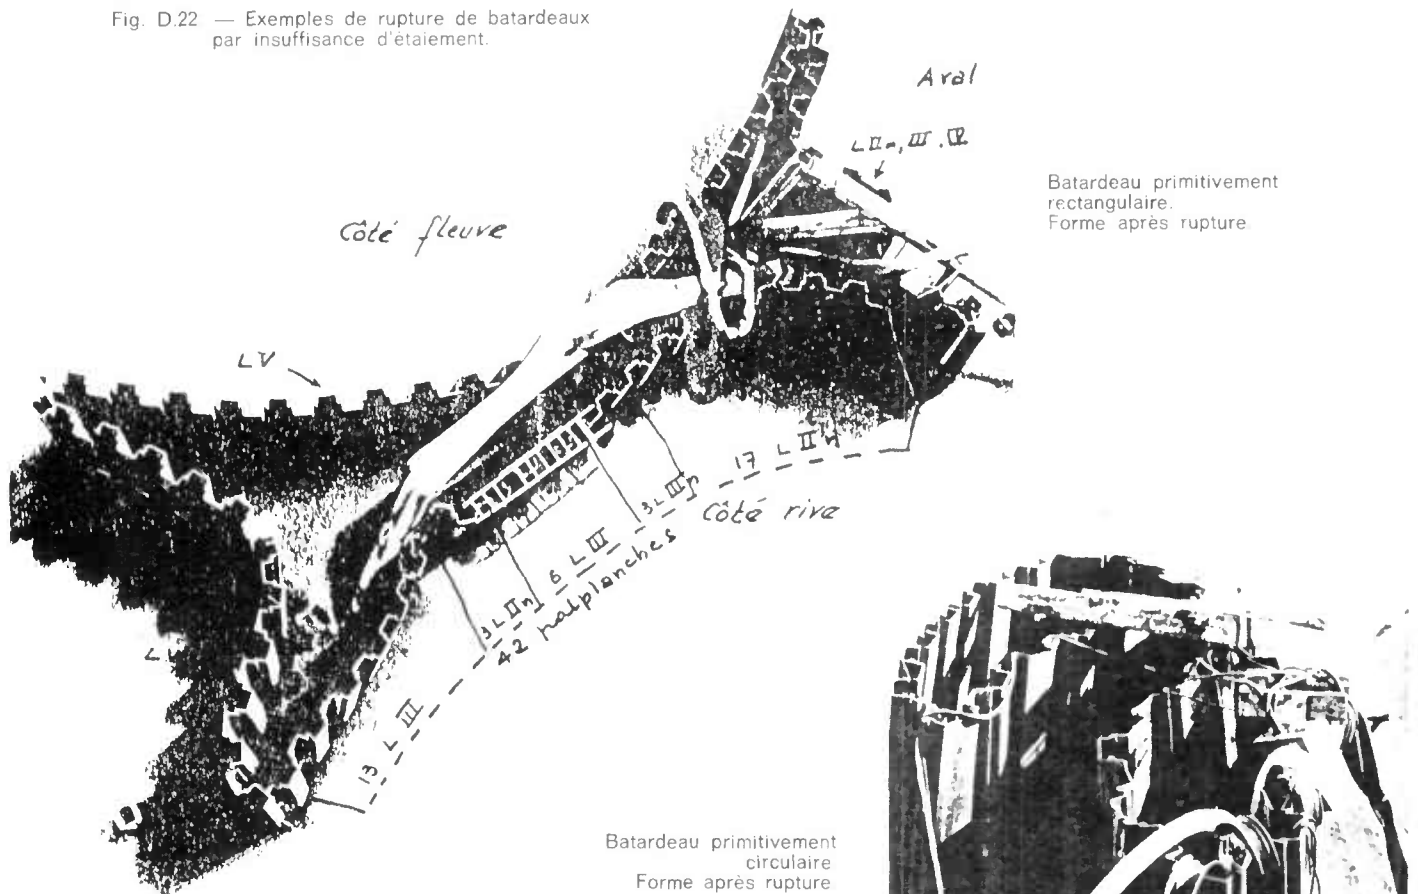 Fig. D.22 — Exemples de rupture de batardeaux
par insuffisance d'étaiement.
Aval
L II n, III
Batardeau primitivement
rectangulaire.
Forme après rupture.
Côté fleuve
LV
17 L II n
3 L III n
Côté rive
6 L III
3 L II n
42 palplanches
13 L III
Batardeau primitivement
circulaire
Forme après rupture